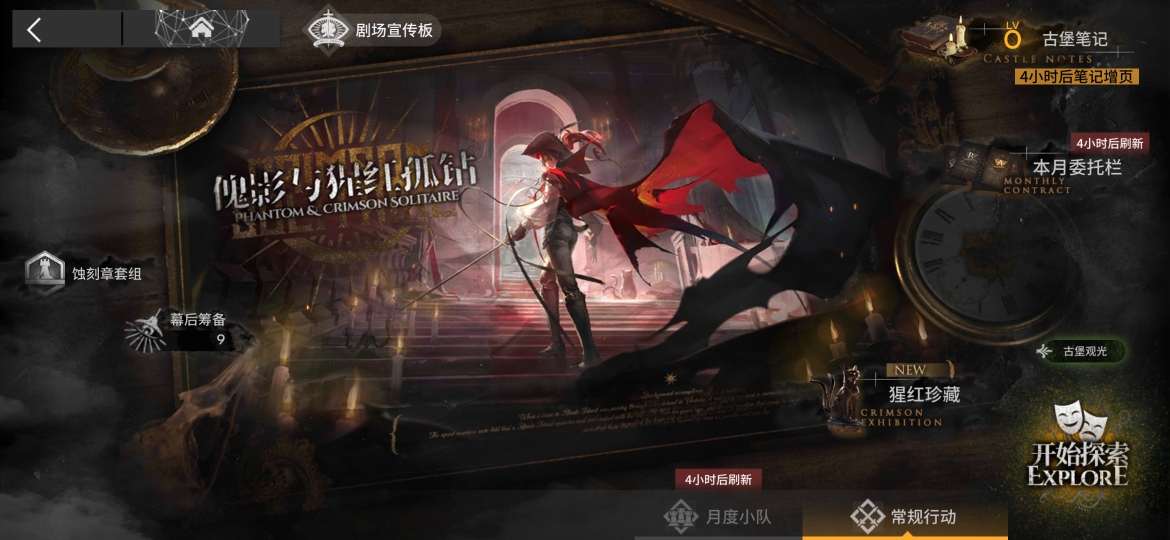 剧场宣传板
LV
0
古堡笔记
CASTLE NOTES
4小时后笔记增页
4小时后刷新
本月委托栏
MONTHLY
CONTRACT
傀影与猩红孤钻
PHANTOM & CRIMSON SOLITAIRE
蚀刻章套组
幕后筹备
9
古堡观光
NEW
猩红珍藏
CRIMSON
EXHIBITION
开始探索
EXPLORE
4小时后刷新
月度小队
常规行动